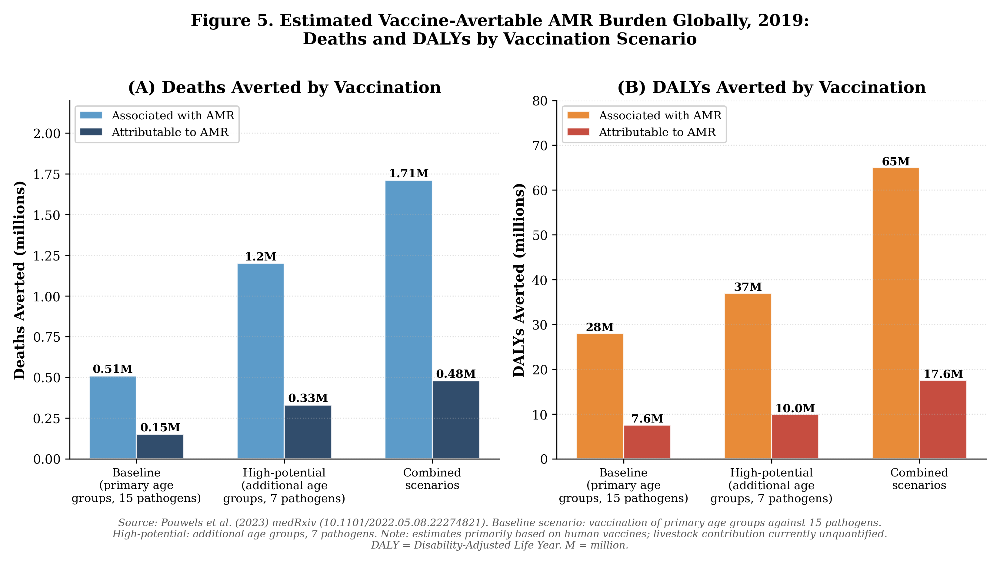 Figure 5. Estimated Vaccine-Avertable AMR Burden Globally, 2019:
Deaths and DALYs by Vaccination Scenario
(A) Deaths Averted by Vaccination
Associated with AMR
Attributable to AMR
Deaths Averted (millions)
2.00
1.75
1.50
1.25
1.00
0.75
0.50
0.25
0.00
0.51M
0.15M
1.2M
0.33M
1.71M
0.48M
Baseline
(primary age
groups, 15 pathogens)
High-potential
(additional age
groups, 7 pathogens)
Combined
scenarios
(B) DALYs Averted by Vaccination
Associated with AMR
Attributable to AMR
DALYs Averted (millions)
80
70
60
50
40
30
20
10
0
28M
7.6M
37M
10.0M
65M
17.6M
Baseline
(primary age
groups, 15 pathogens)
High-potential
(additional age
groups, 7 pathogens)
Combined
scenarios
Source: Pouwels et al. (2023) medRxiv (10.1101/2022.05.08.22274821). Baseline scenario: vaccination of primary age groups against 15 pathogens.
High-potential: additional age groups, 7 pathogens. Note: estimates primarily based on human vaccines; livestock contribution currently unquantified.
DALY = Disability-Adjusted Life Year. M = million.